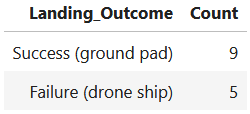 Landing_Outcome Count
Success (ground pad) 9
Failure (drone ship) 5